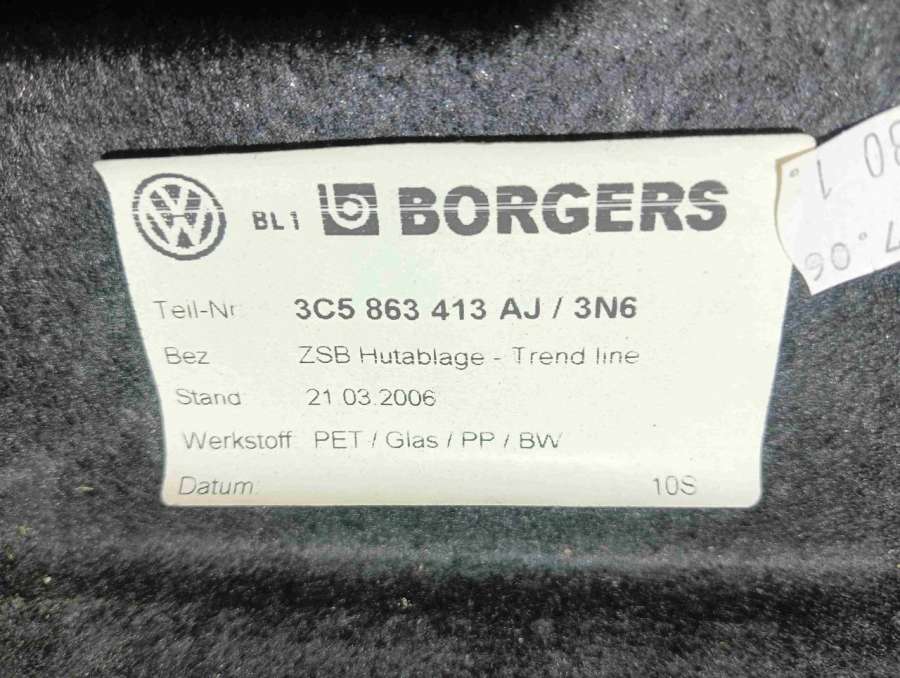 VW BL1 BORGERS
Teil-Nr 3C5 863 413 AJ / 3N6
Bez ZSB Hutablage - Trend line
Stand 21.03.2006
Werkstoff PET / Glas / PP / BW
Datum: 10S